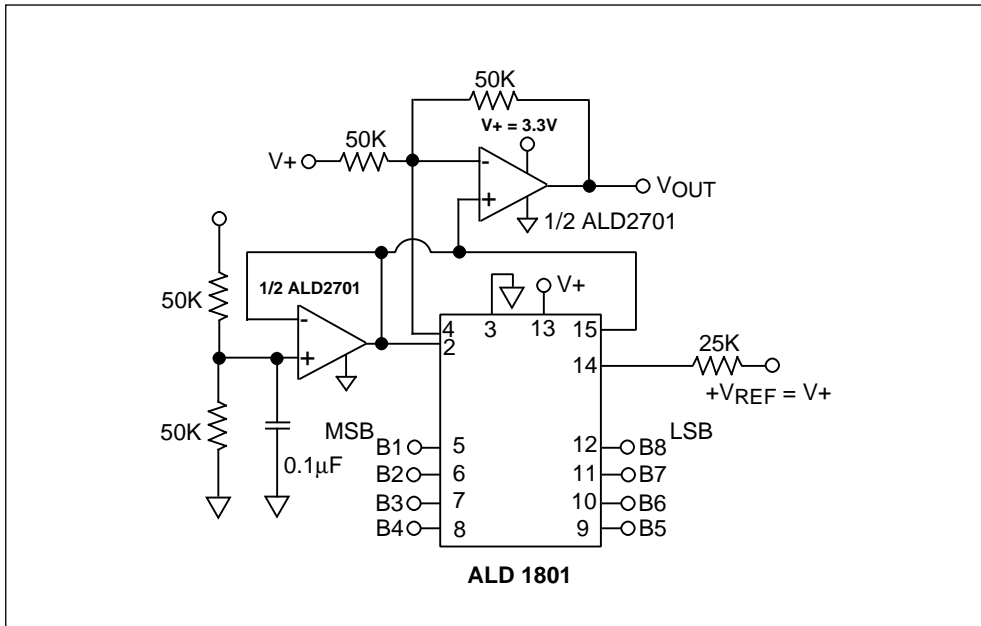 50K
V+ = 3.3V
50K
V+
-
+
VOUT
1/2 ALD2701
1/2 ALD2701
50K
-
+
V+
4
2
3
13
15
14
25K
+VREF = V+
50K
0.1µF
MSB
LSB
B1
5
12
B8
B2
6
11
B7
B3
7
10
B6
B4
8
9
B5
ALD 1801